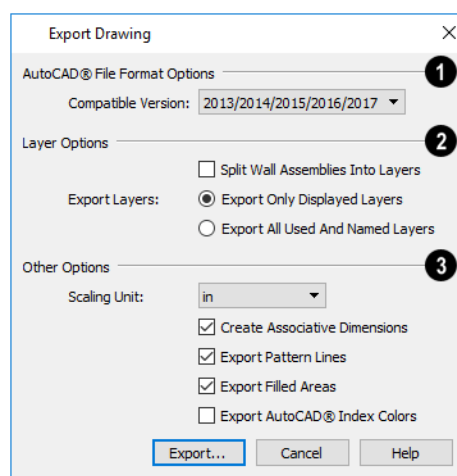 Export Drawing
AutoCAD® File Format Options 1
Compatible Version: 2013/2014/2015/2016/2017
Layer Options 2
Split Wall Assemblies Into Layers
Export Layers: Export Only Displayed Layers
Export All Used And Named Layers
Other Options 3
Scaling Unit: in
Create Associative Dimensions
Export Pattern Lines
Export Filled Areas
Export AutoCAD® Index Colors
Export... Cancel Help